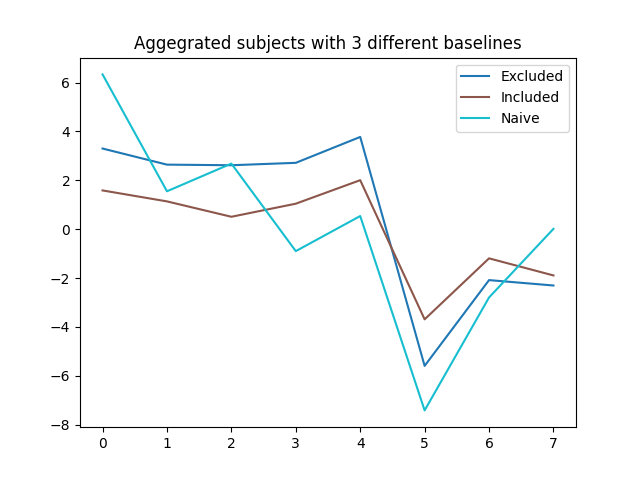 Aggegrated subjects with 3 different baselines
Excluded
Included
Naive
6
4
2
0
−2
−4
−6
−8
0 1 2 3 4 5 6 7